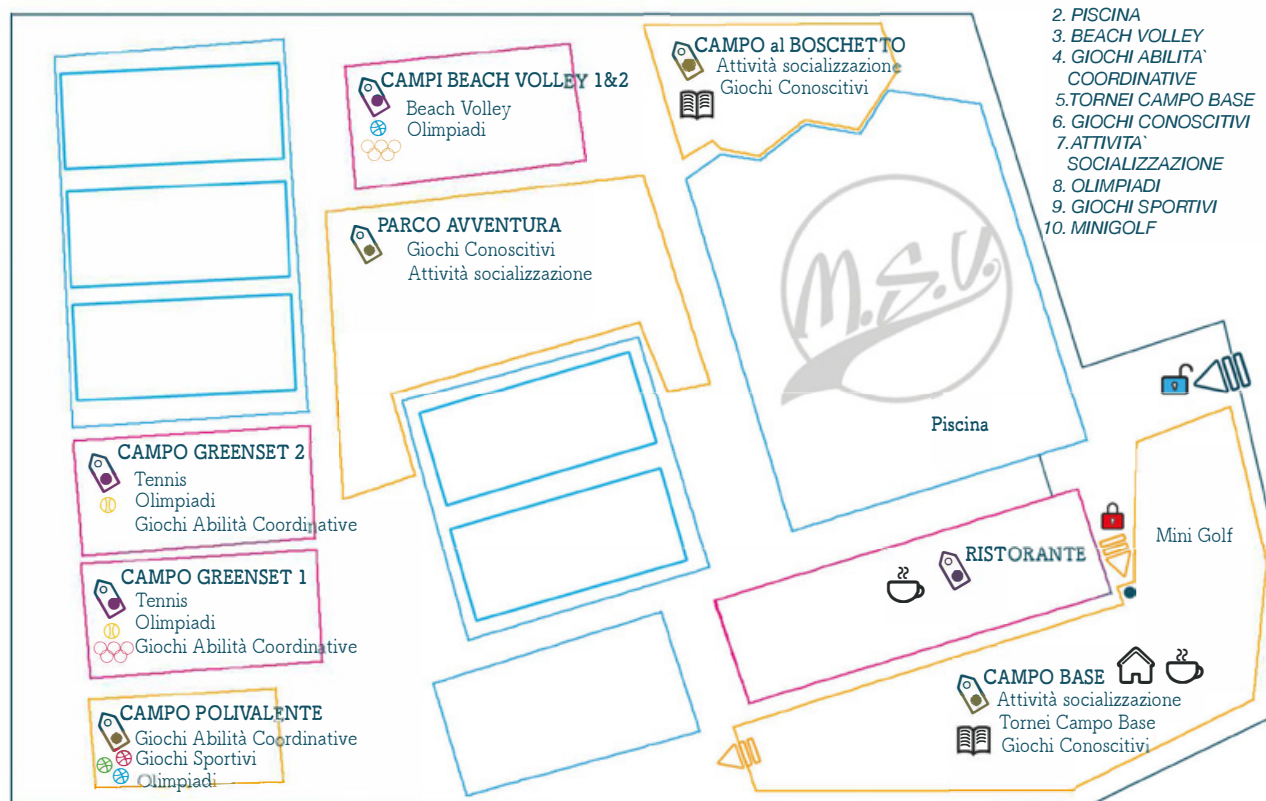 2. PISCINA
3. BEACH VOLLEY
4. GIOCHI ABILITA`
COORDINATIVE
5.TORNEI CAMPO BASE
6. GIOCHI CONOSCITIVI
7.ATTIVITA`
SOCIALIZZAZIONE
8. OLIMPIADI
9. GIOCHI SPORTIVI
10. MINIGOLF
CAMPO al BOSCHETTO
Attività socializzazione
Giochi Conoscitivi
CAMPI BEACH VOLLEY 1&2
Beach Volley
Olimpiadi
PARCO AVVENTURA
Giochi Conoscitivi
Attività socializzazione
M.S.V.
Piscina
CAMPO GREENSET 2
Tennis
Olimpiadi
Giochi Abilità Coordinative
Mini Golf
RISTORANTE
CAMPO GREENSET 1
Tennis
Olimpiadi
Giochi Abilità Coordinative
CAMPO BASE
Attività socializzazione
Tornei Campo Base
Giochi Conoscitivi
CAMPO POLIVALENTE
Giochi Abilità Coordinative
Giochi Sportivi
Olimpiadi